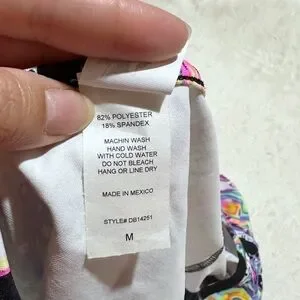 82% POLYESTER
18% SPANDEX
MACHIN WASH
HAND WASH
WITH COLD WATER
DO NOT BLEACH
HANG OR LINE DRY
MADE IN MEXICO
STYLE# DB14251
M